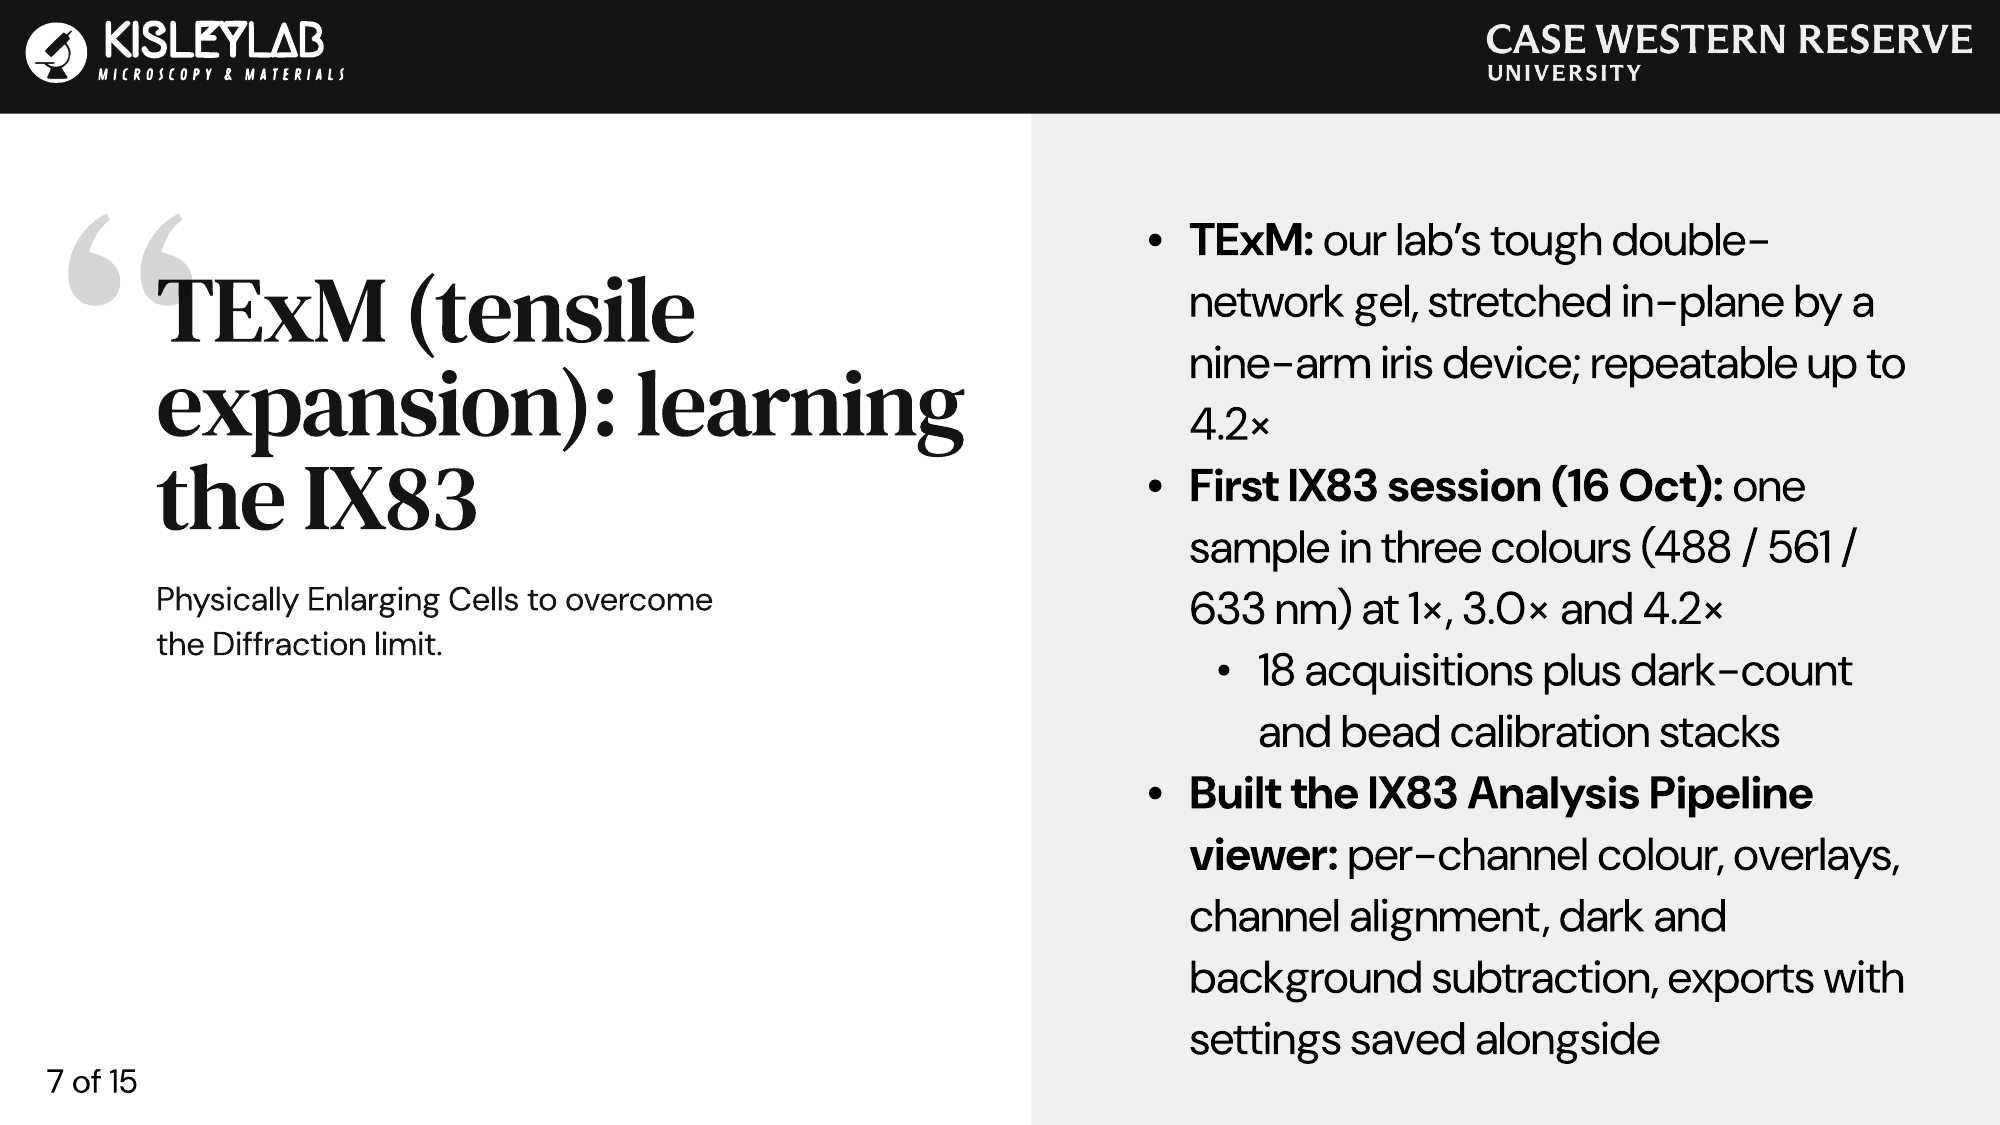 KISLEYLAB
MICROSCOPY & MATERIALS
CASE WESTERN RESERVE
UNIVERSITY
“
TExM (tensile
expansion): learning
the IX83
Physically Enlarging Cells to overcome
the Diffraction limit.
• TExM: our lab’s tough double-
network gel, stretched in-plane by a
nine-arm iris device; repeatable up to
4.2×
• First IX83 session (16 Oct): one
sample in three colours (488 / 561 /
633 nm) at 1×, 3.0× and 4.2×
• 18 acquisitions plus dark-count
and bead calibration stacks
• Built the IX83 Analysis Pipeline
viewer: per-channel colour, overlays,
channel alignment, dark and
background subtraction, exports with
settings saved alongside
7 of 15